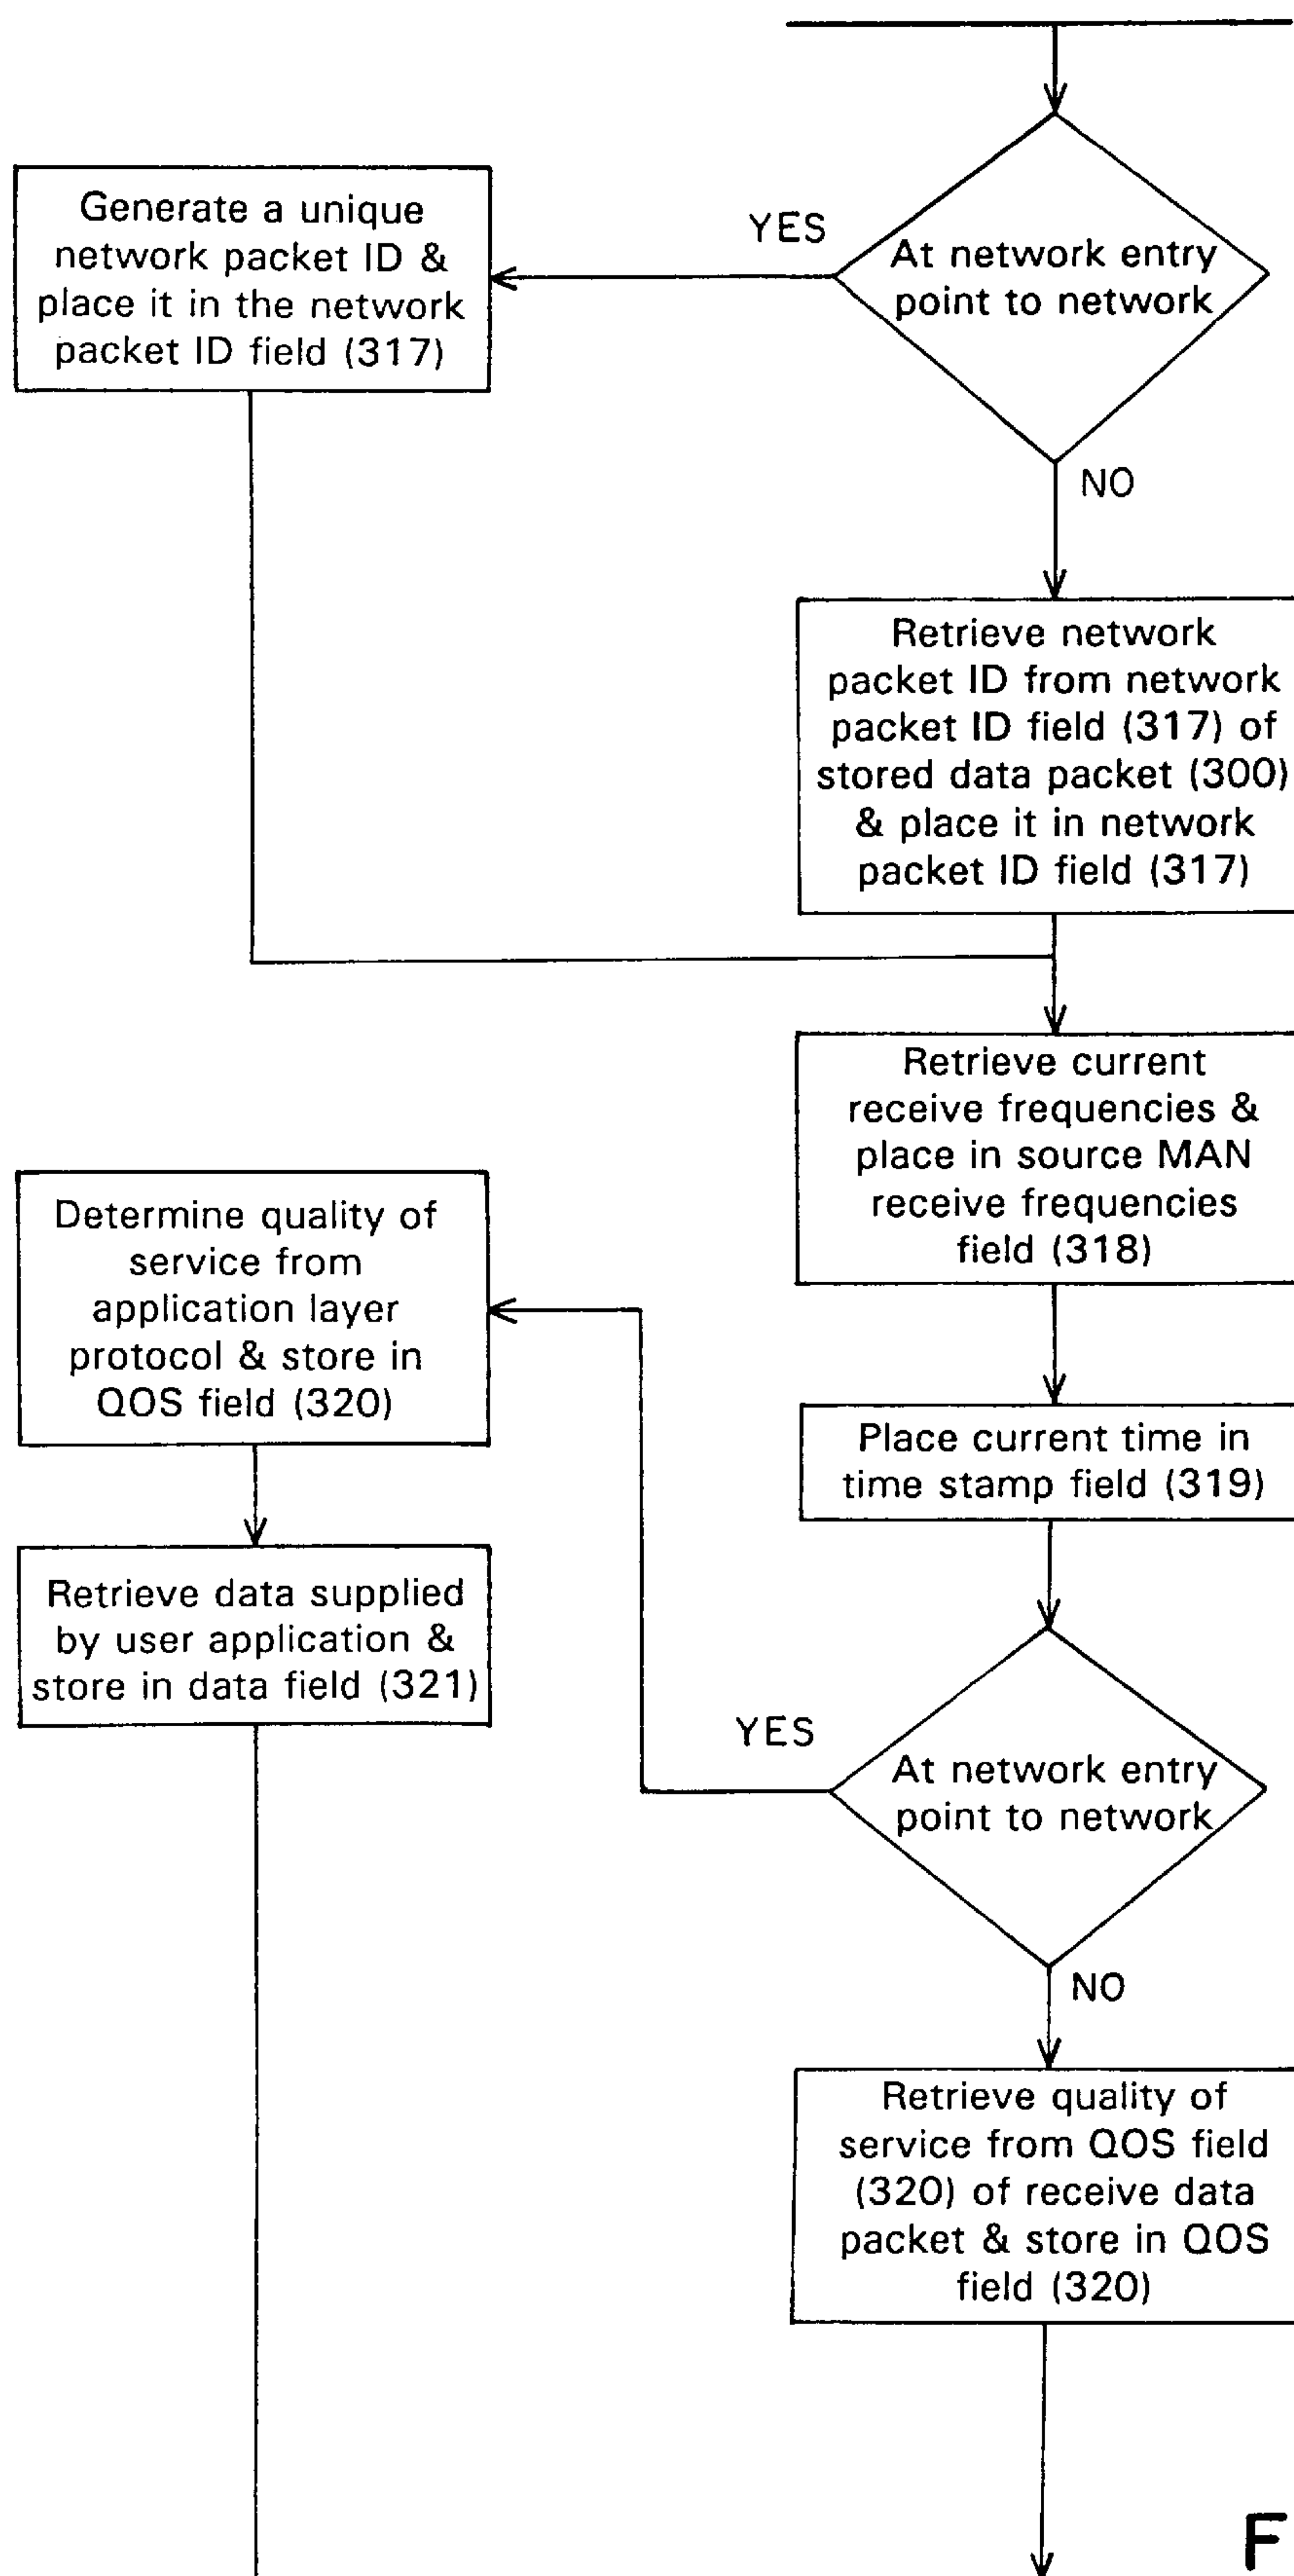 At network entry
point to network
YES
NO
Generate a unique
network packet ID &
place it in the network
packet ID field (317)
Retrieve network
packet ID from network
packet ID field (317) of
stored data packet (300)
& place it in network
packet ID field (317)
Retrieve current
receive frequencies &
place in source MAN
receive frequencies
field (318)
Place current time in
time stamp field (319)
At network entry
point to network
YES
NO
Determine quality of
service from
application layer
protocol & store in
QOS field (320)
Retrieve data supplied
by user application &
store in data field (321)
Retrieve quality of
service from QOS field
(320) of receive data
packet & store in QOS
field (320)
F